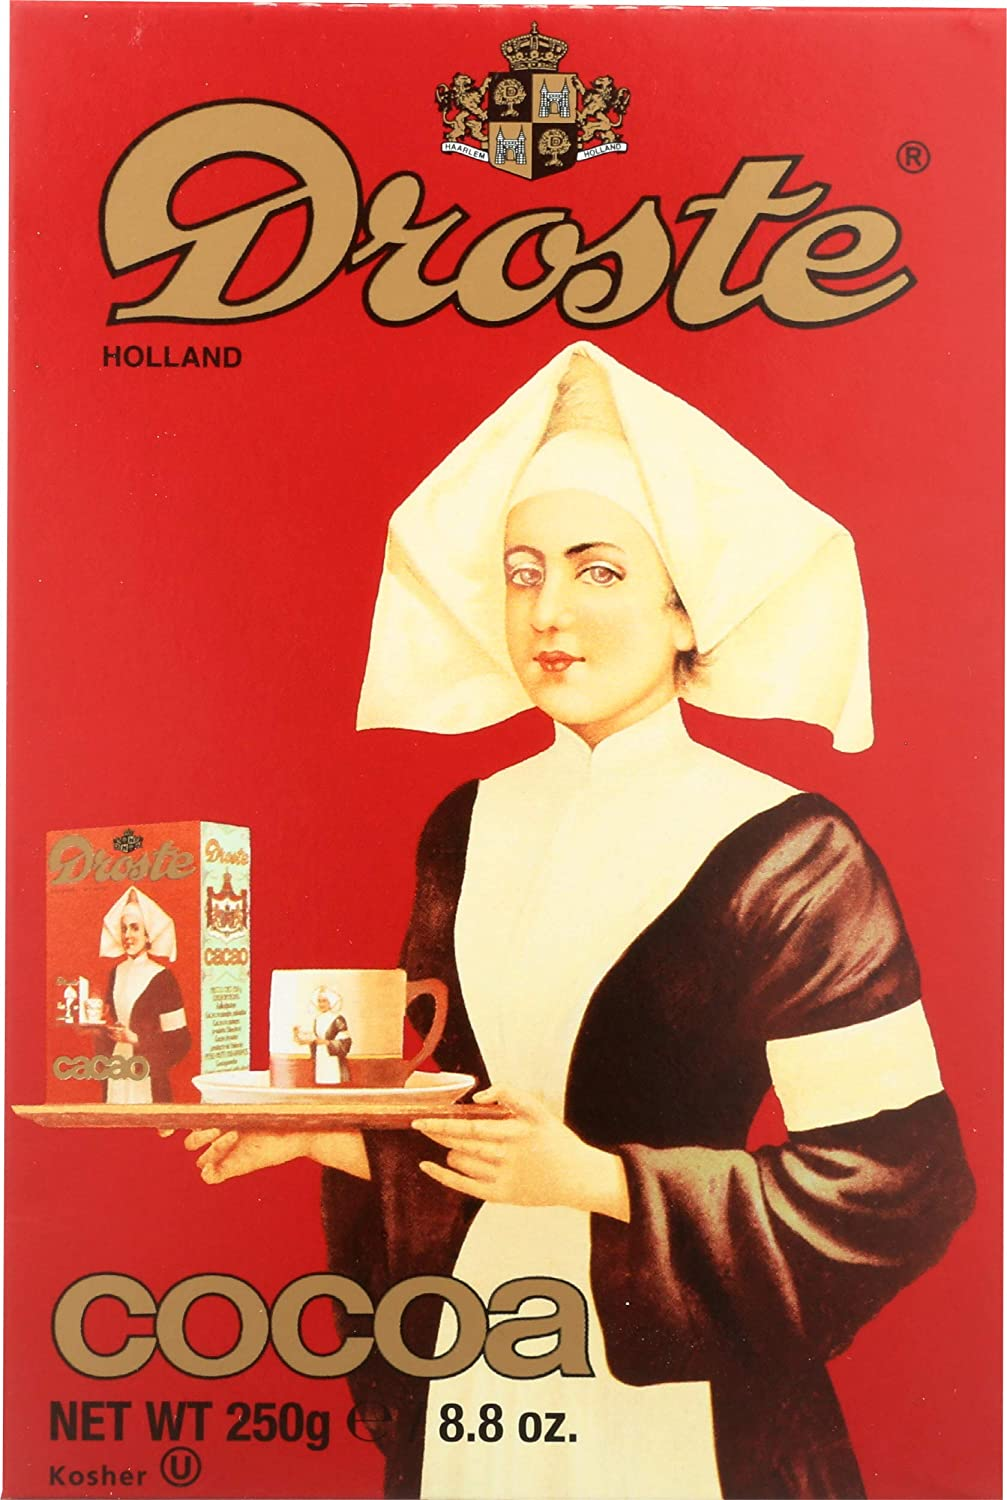 HAARLEM HOLLAND
Droste®
HOLLAND
Droste
Droste
cacao
cacao
cocoa
NET WT 250g ℮ / 8.8 oz.
Kosher Ⓤ